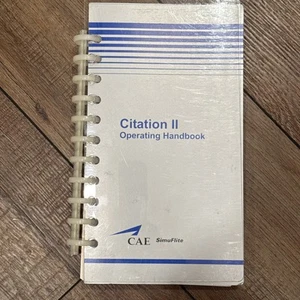 Citation II
Operating Handbook
CAE SimuFlite